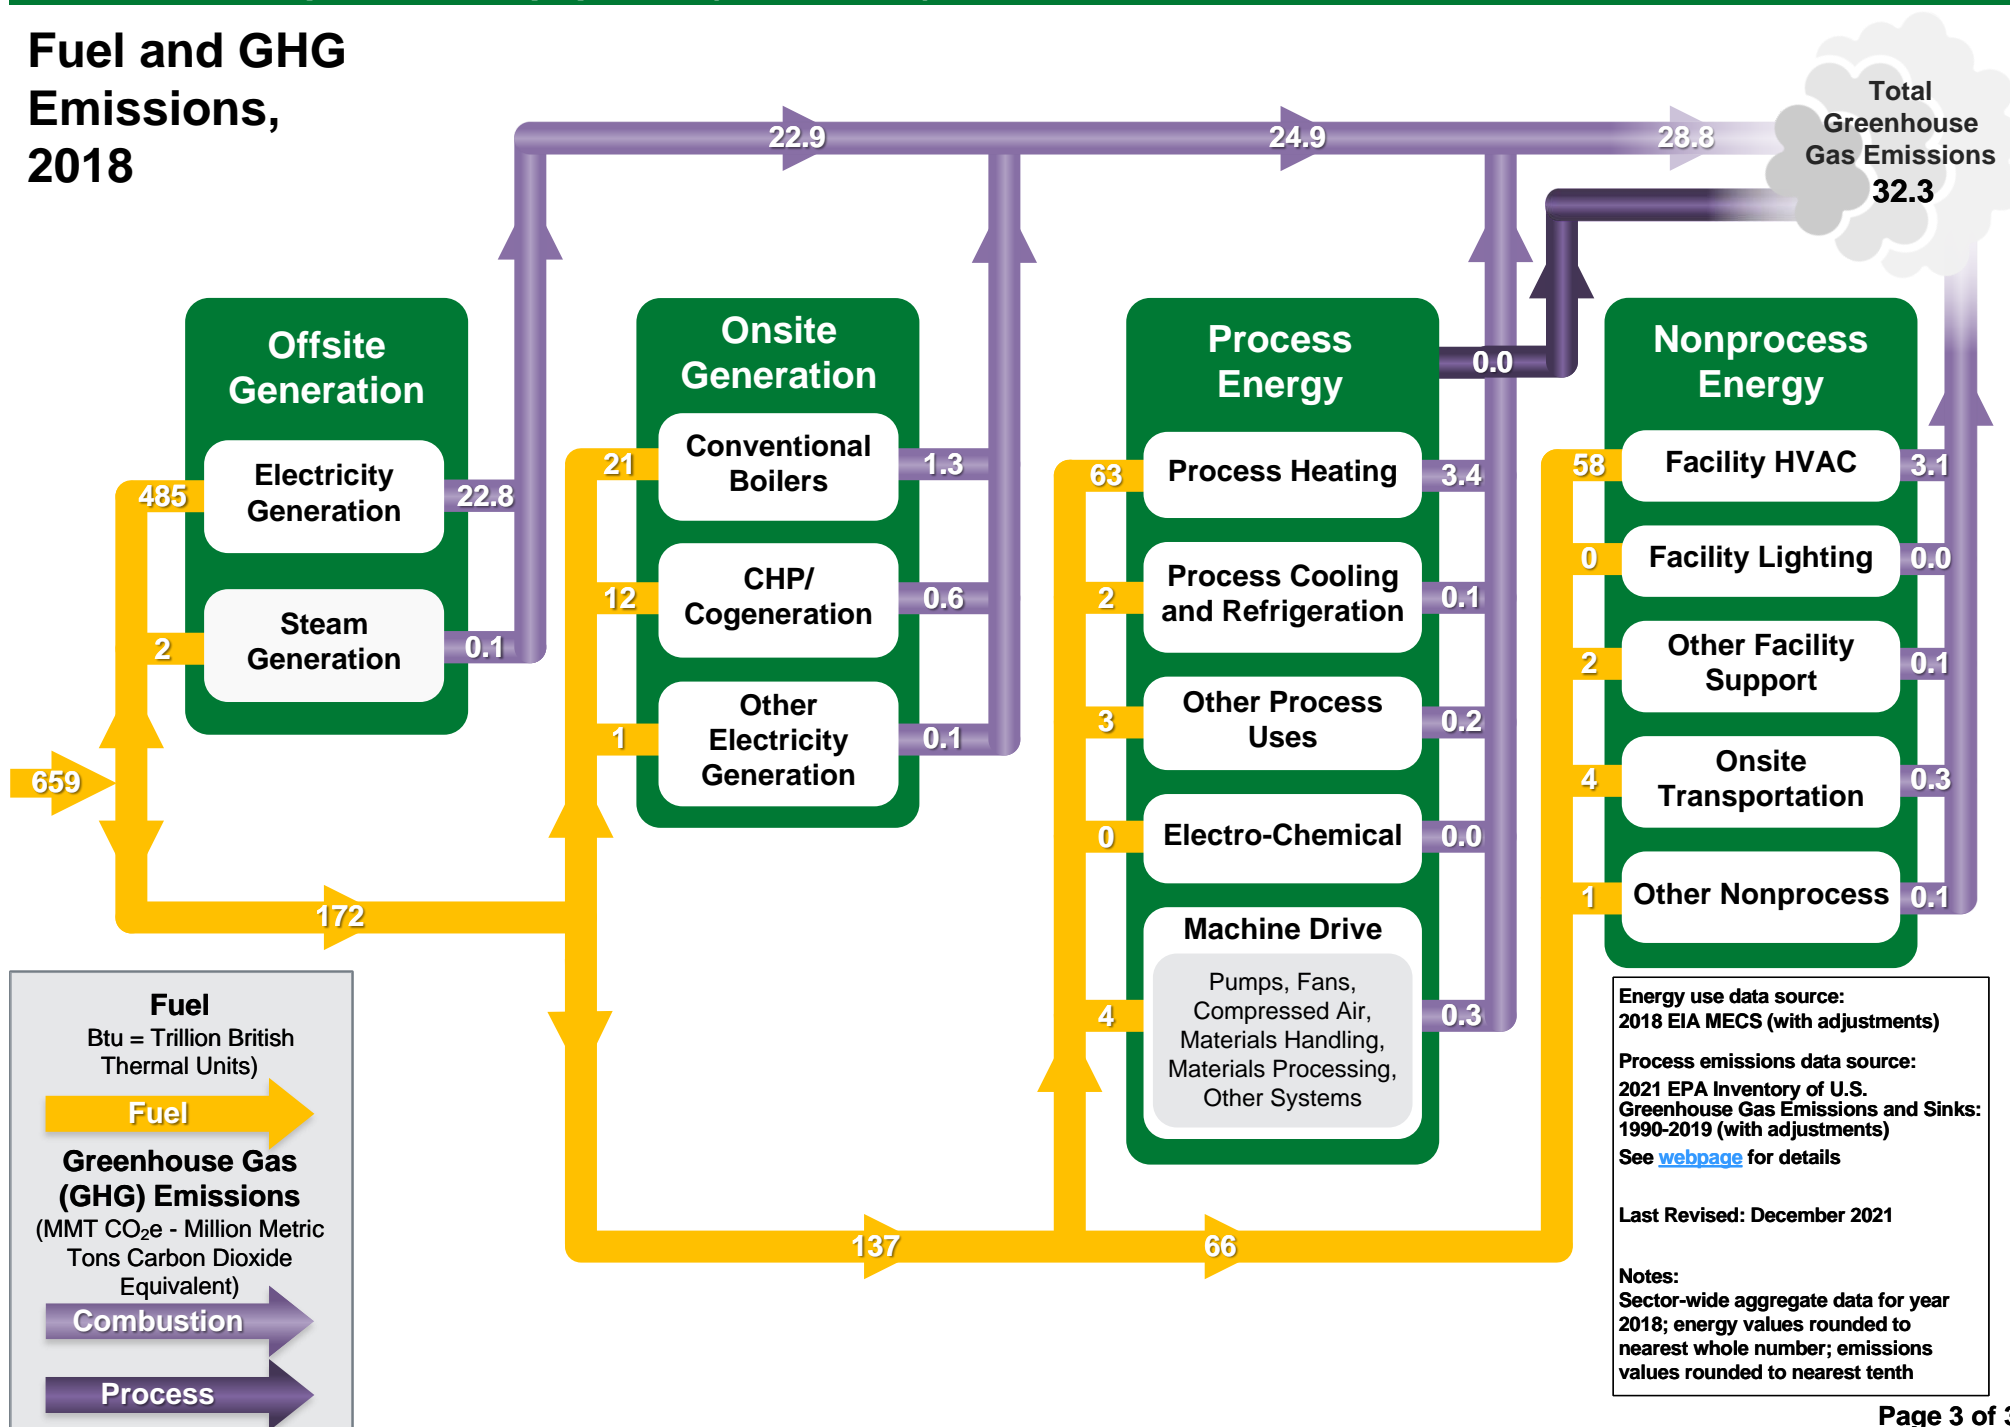 Fuel and GHG
Emissions,
2018
22.9
24.9
28.8
Total
Greenhouse
Gas Emissions
32.3
Offsite
Generation
485
Electricity
Generation
22.8
2
Steam
Generation
0.1
659
172
Onsite
Generation
21
Conventional
Boilers
1.3
12
CHP/
Cogeneration
0.6
1
Other
Electricity
Generation
0.1
137
66
Process
Energy
0.0
63
Process Heating
3.4
2
Process Cooling
and Refrigeration
0.1
3
Other Process
Uses
0.2
0
Electro-Chemical
0.0
Machine Drive
4
Pumps, Fans,
Compressed Air,
Materials Handling,
Materials Processing,
Other Systems
0.3
Nonprocess
Energy
58
Facility HVAC
3.1
0
Facility Lighting
0.0
2
Other Facility
Support
0.1
4
Onsite
Transportation
0.3
1
Other Nonprocess
0.1
Fuel
Btu = Trillion British
Thermal Units)
Fuel
Greenhouse Gas
(GHG) Emissions
(MMT CO₂e - Million Metric
Tons Carbon Dioxide
Equivalent)
Combustion
Process
Energy use data source:
2018 EIA MECS (with adjustments)
Process emissions data source:
2021 EPA Inventory of U.S.
Greenhouse Gas Emissions and Sinks:
1990-2019 (with adjustments)
See webpage for details
Last Revised: December 2021
Notes:
Sector-wide aggregate data for year
2018; energy values rounded to
nearest whole number; emissions
values rounded to nearest tenth
Page 3 of 3